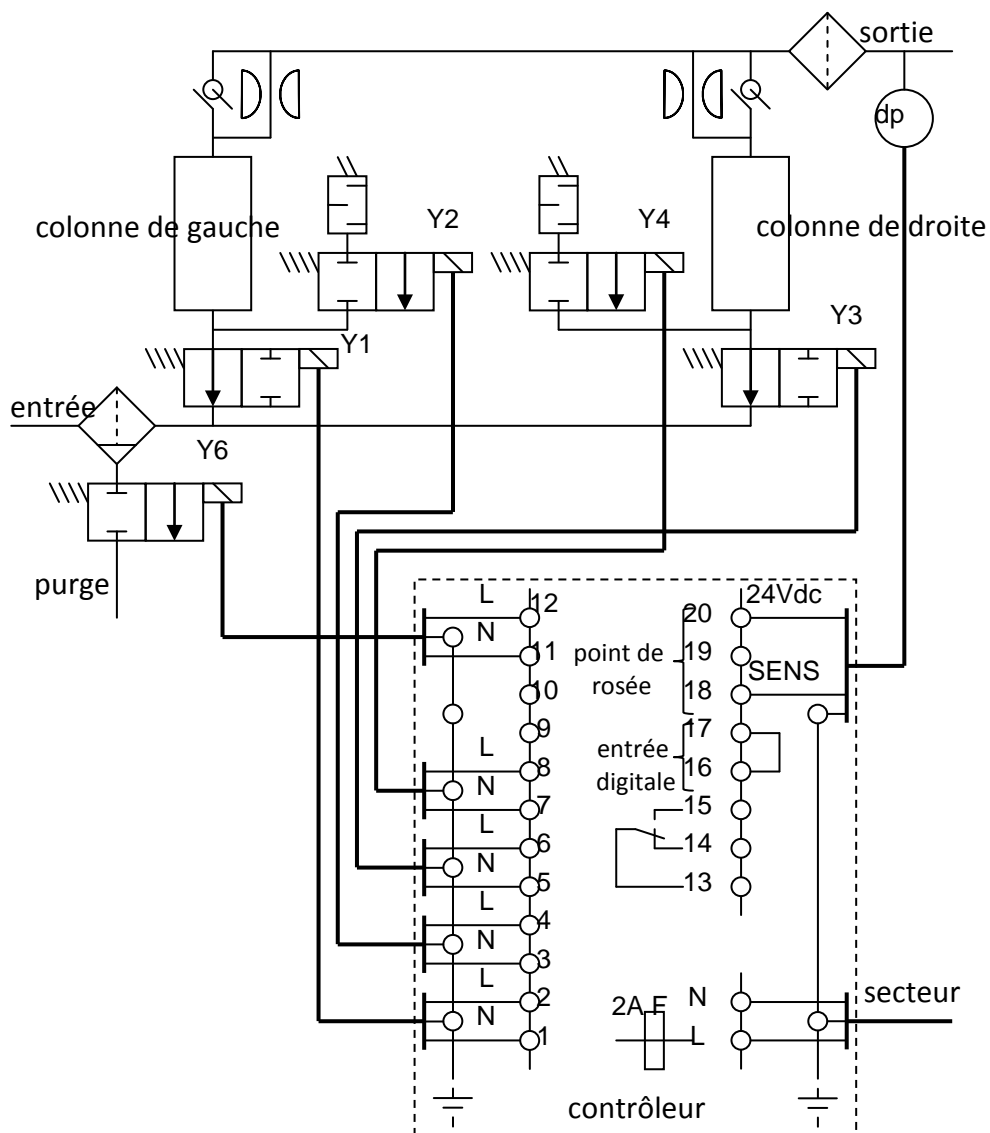 sortie
dp
Y2
Y4
colonne de gauche
colonne de droite
Y3
Y1
entrée
Y6
purge
L
12
N
11
10
9
L
8
N
7
L
6
N
5
L
4
N
3
L
2
N
1
24Vdc
20
19
SENS
18
point de
rosée
17
entrée
digitale
16
15
14
13
secteur
2A F
N
L
contrôleur